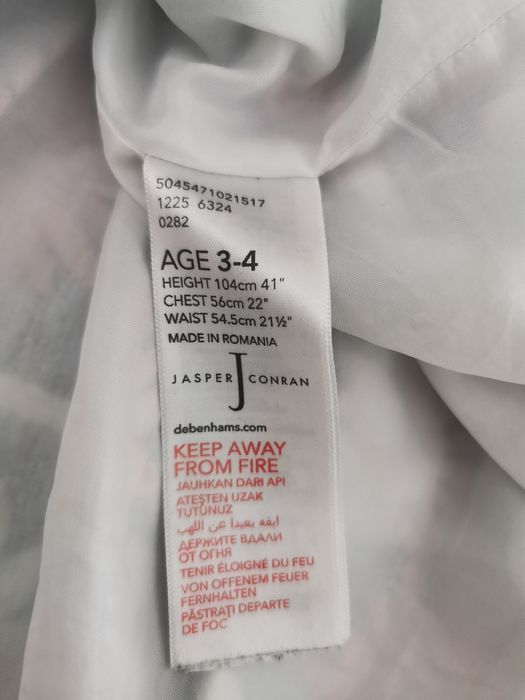 5045471021517
1225 6324
0282
AGE 3-4
HEIGHT 104cm 41"
CHEST 56cm 22"
WAIST 54.5cm 21½"
MADE IN ROMANIA
JASPER J CONRAN
debenhams.com
KEEP AWAY
FROM FIRE
JAUHKAN DARI API
ATEŞTEN UZAK
TUTUNUZ
ابقه بعيداً عن اللهب
ДЕРЖИТЕ ВДАЛИ
ОТ ОГНЯ
TENIR ÉLOIGNÉ DU FEU
VON OFFENEM FEUER
FERNHALTEN
PĂSTRAŢI DEPARTE
DE FOC